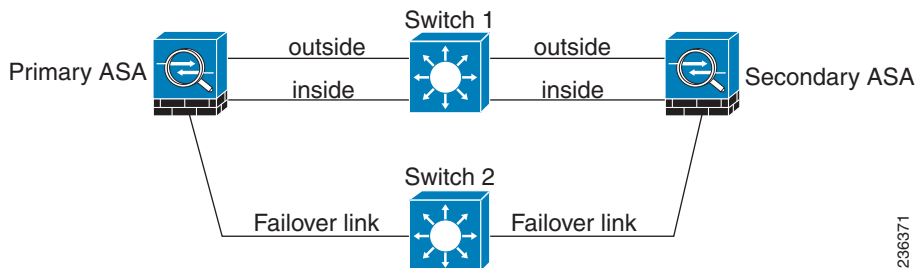 Switch 1
outside
outside
Primary ASA
Secondary ASA
inside
inside
Switch 2
Failover link
Failover link
236371